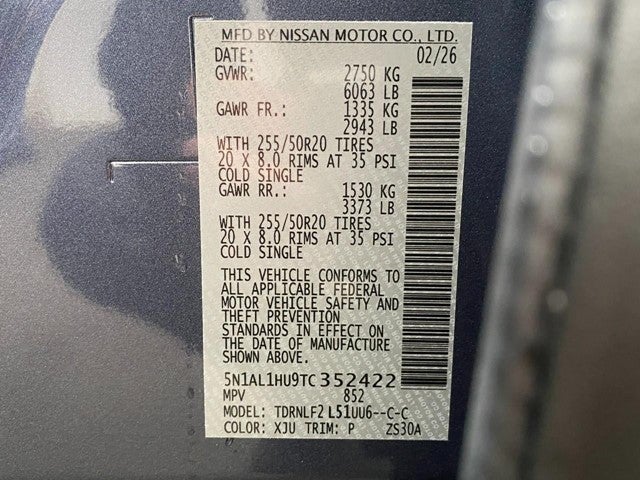 MFD BY NISSAN MOTOR CO., LTD.
DATE: 02/26
GVWR: 2750 KG
6063 LB
GAWR FR.: 1335 KG
2943 LB
WITH 255/50R20 TIRES
20 X 8.0 RIMS AT 35 PSI
COLD SINGLE
GAWR RR.: 1530 KG
3373 LB
WITH 255/50R20 TIRES
20 X 8.0 RIMS AT 35 PSI
COLD SINGLE
THIS VEHICLE CONFORMS TO
ALL APPLICABLE FEDERAL
MOTOR VEHICLE SAFETY AND
THEFT PREVENTION
STANDARDS IN EFFECT ON
THE DATE OF MANUFACTURE
SHOWN ABOVE.
5N1AL1HU9TC352422
MPV 852
MODEL: TDRNLF2 L51UU6--C-C
COLOR: XJU TRIM: P ZS30A